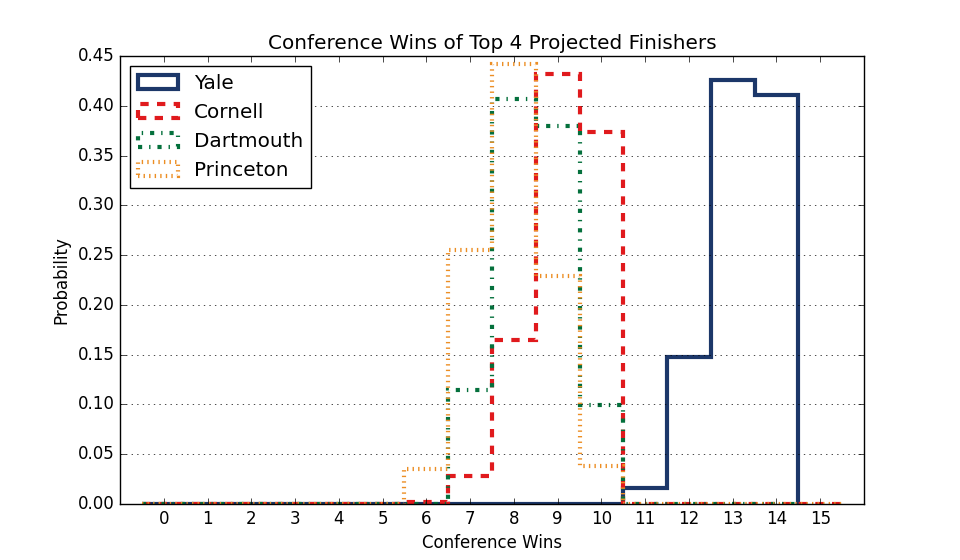 Conference Wins of Top 4 Projected Finishers
Yale
Cornell
Dartmouth
Princeton
0.45
0.40
0.35
0.30
0.25
0.20
0.15
0.10
0.05
0.00
Probability
0 1 2 3 4 5 6 7 8 9 10 11 12 13 14 15
Conference Wins